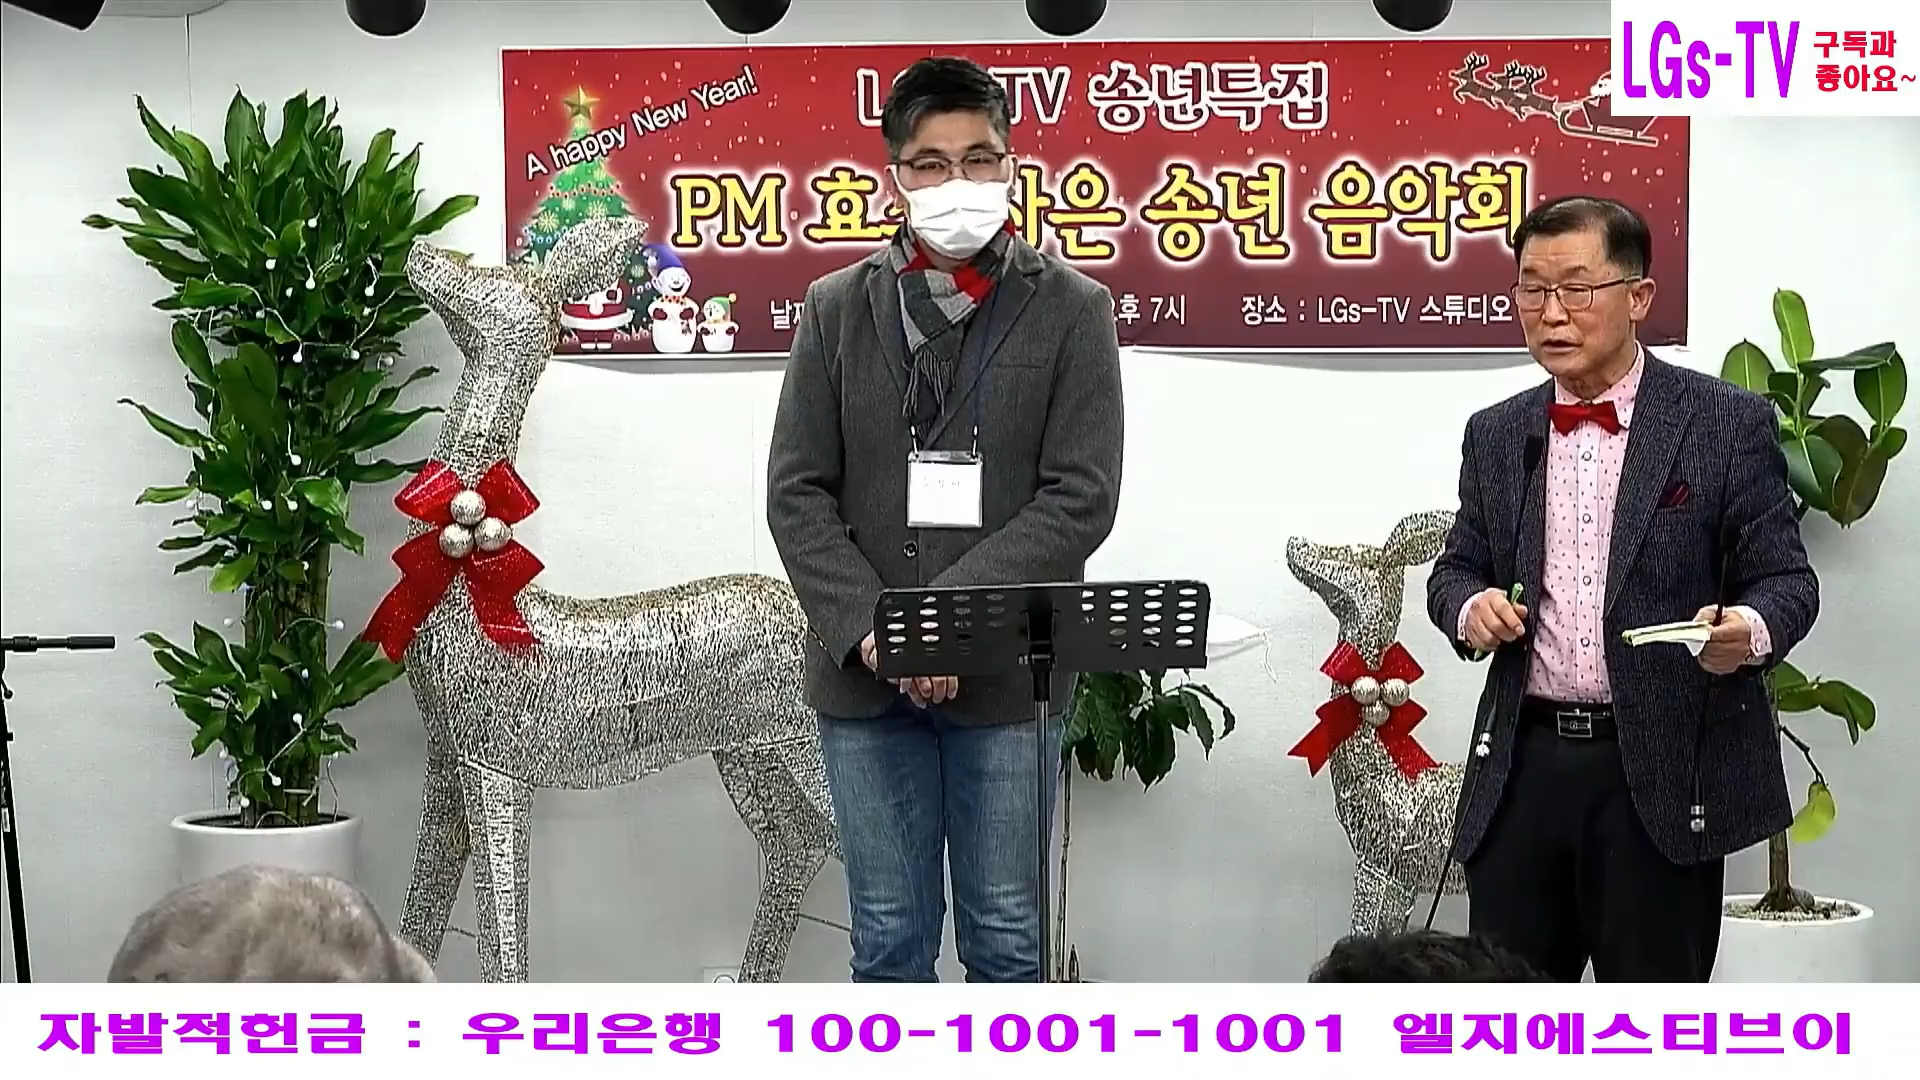 LGs-TV 구독과
좋아요~
A happy New Year!
TV 송년특집
PM 은 송년 음악회
7시 장소 : LGs-TV 스튜디오
자발적헌금 : 우리은행 100-1001-1001 엘지에스티브이